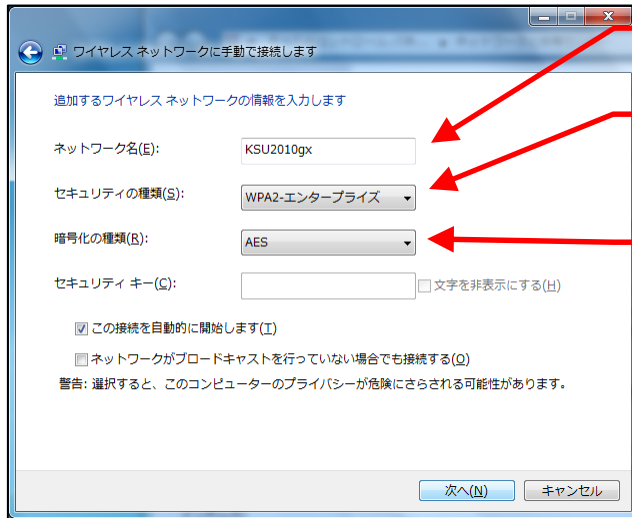 ワイヤレス ネットワークに手動で接続します
追加するワイヤレス ネットワークの情報を入力します
ネットワーク名(E): KSU2010gx
セキュリティの種類(S): WPA2-エンタープライズ
暗号化の種類(R): AES
セキュリティ キー(C): 文字を非表示にする(H)
この接続を自動的に開始します(T)
ネットワークがブロードキャストを行っていない場合でも接続する(O)
警告: 選択すると、このコンピューターのプライバシーが危険にさらされる可能性があります。
次へ(N) キャンセル